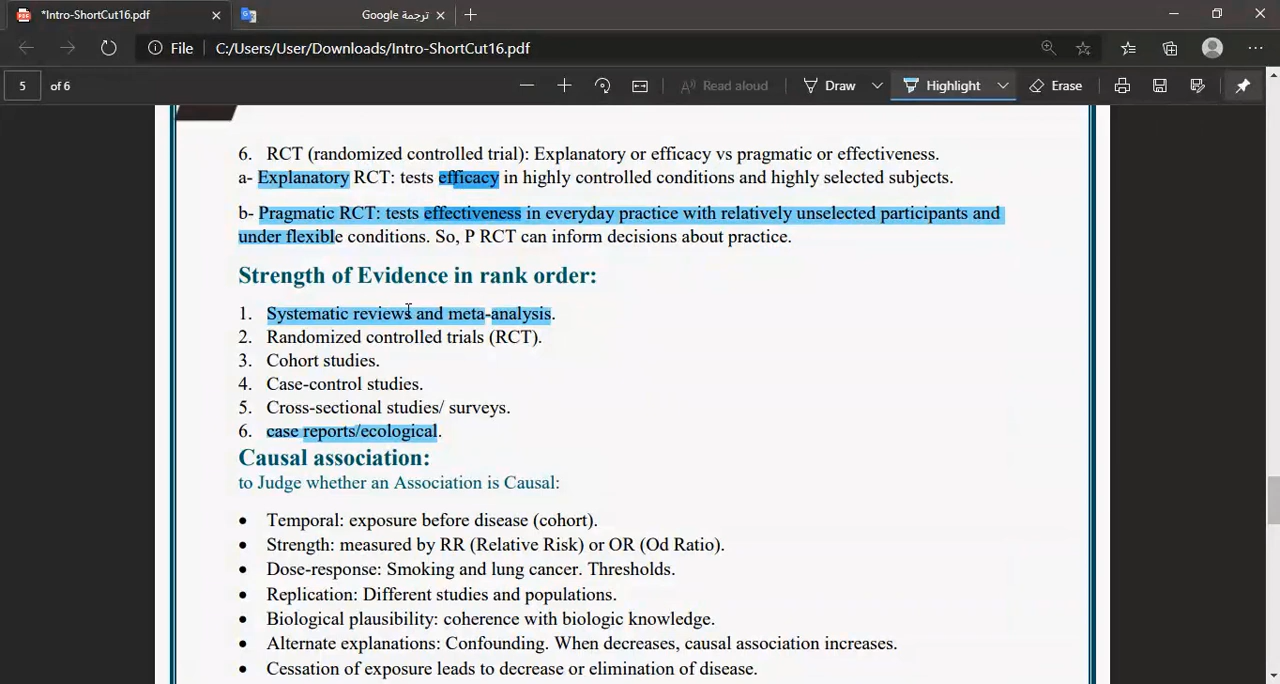 *Intro-ShortCut16.pdf
ترجمة Google
File
C:/Users/User/Downloads/Intro-ShortCut16.pdf
5 of 6
Read aloud
Draw
Highlight
Erase
6. RCT (randomized controlled trial): Explanatory or efficacy vs pragmatic or effectiveness.
a- Explanatory RCT: tests efficacy in highly controlled conditions and highly selected subjects.
b- Pragmatic RCT: tests effectiveness in everyday practice with relatively unselected participants and
under flexible conditions. So, P RCT can inform decisions about practice.
Strength of Evidence in rank order:
1. Systematic reviews and meta-analysis.
2. Randomized controlled trials (RCT).
3. Cohort studies.
4. Case-control studies.
5. Cross-sectional studies/ surveys.
6. case reports/ecological.
Causal association:
to Judge whether an Association is Causal:
• Temporal: exposure before disease (cohort).
• Strength: measured by RR (Relative Risk) or OR (Od Ratio).
• Dose-response: Smoking and lung cancer. Thresholds.
• Replication: Different studies and populations.
• Biological plausibility: coherence with biologic knowledge.
• Alternate explanations: Confounding. When decreases, causal association increases.
• Cessation of exposure leads to decrease or elimination of disease.